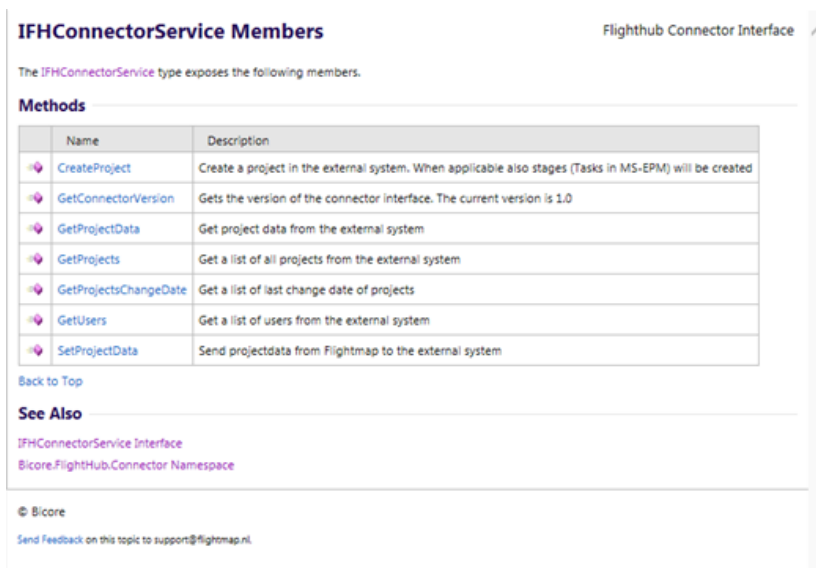 IFHConnectorService Members
Flighthub Connector Interface
The IFHConnectorService type exposes the following members.
Methods
Name Description
CreateProject Create a project in the external system. When applicable also stages (Tasks in MS-EPM) will be created
GetConnectorVersion Gets the version of the connector interface. The current version is 1.0
GetProjectData Get project data from the external system
GetProjects Get a list of all projects from the external system
GetProjectsChangeDate Get a list of last change date of projects
GetUsers Get a list of users from the external system
SetProjectData Send projectdata from Flightmap to the external system
Back to Top
See Also
IFHConnectorService Interface
Bicore.FlightHub.Connector Namespace
© Bicore
Send Feedback on this topic to support@flightmap.nl.